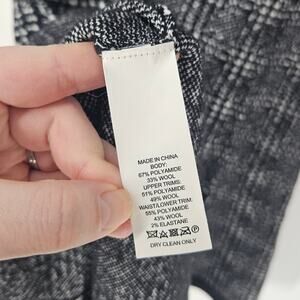 MADE IN CHINA
BODY:
67% POLYAMIDE
33% WOOL
UPPER TRIMS:
51% POLYAMIDE
49% WOOL
WAIST/LOWER TRIM:
55% POLYAMIDE
43% WOOL
2% ELASTANE
DRY CLEAN ONLY